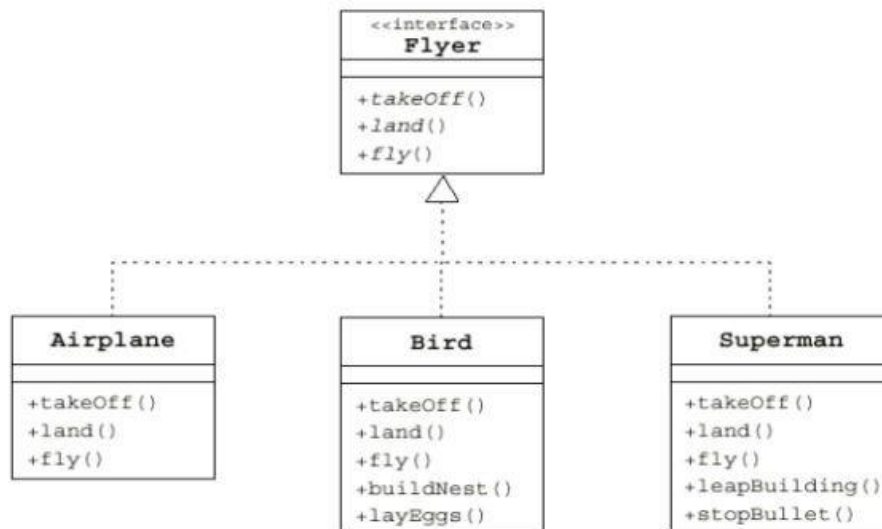 <<interface>>
Flyer
+takeOff()
+land()
+fly()
Airplane
+takeOff()
+land()
+fly()
Bird
+takeOff()
+land()
+fly()
+buildNest()
+layEggs()
Superman
+takeOff()
+land()
+fly()
+leapBuilding()
+stopBullet()